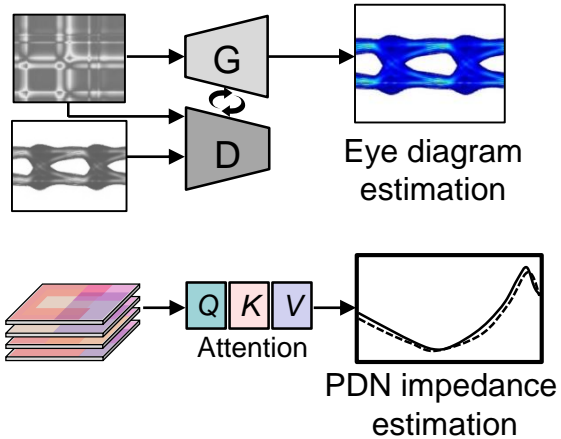 G
D
Eye diagram
estimation
Q K V
Attention
PDN impedance
estimation